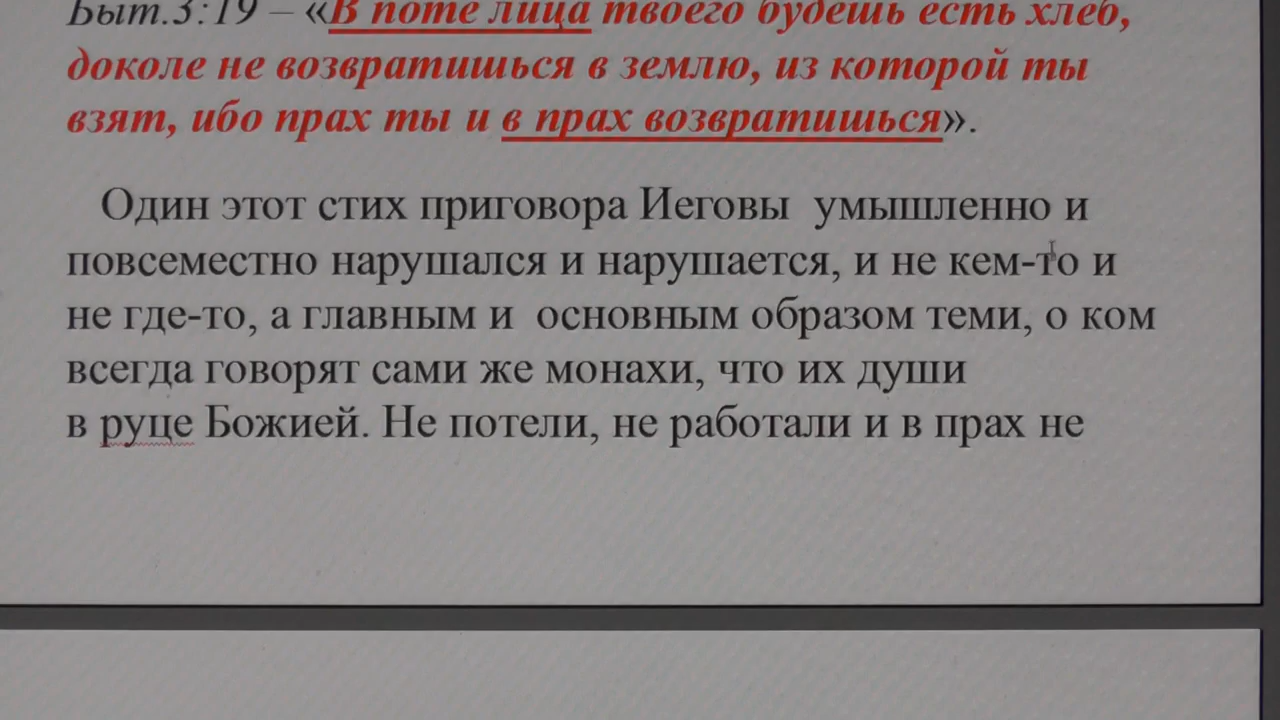 Быт.3:19 – «В поте лица твоего будешь есть хлеб,
доколе не возвратишься в землю, из которой ты
взят, ибо прах ты и в прах возвратишься».
Один этот стих приговора Иеговы умышленно и
повсеместно нарушался и нарушается, и не кем-то и
не где-то, а главным и основным образом теми, о ком
всегда говорят сами же монахи, что их души
в руце Божией. Не потели, не работали и в прах не